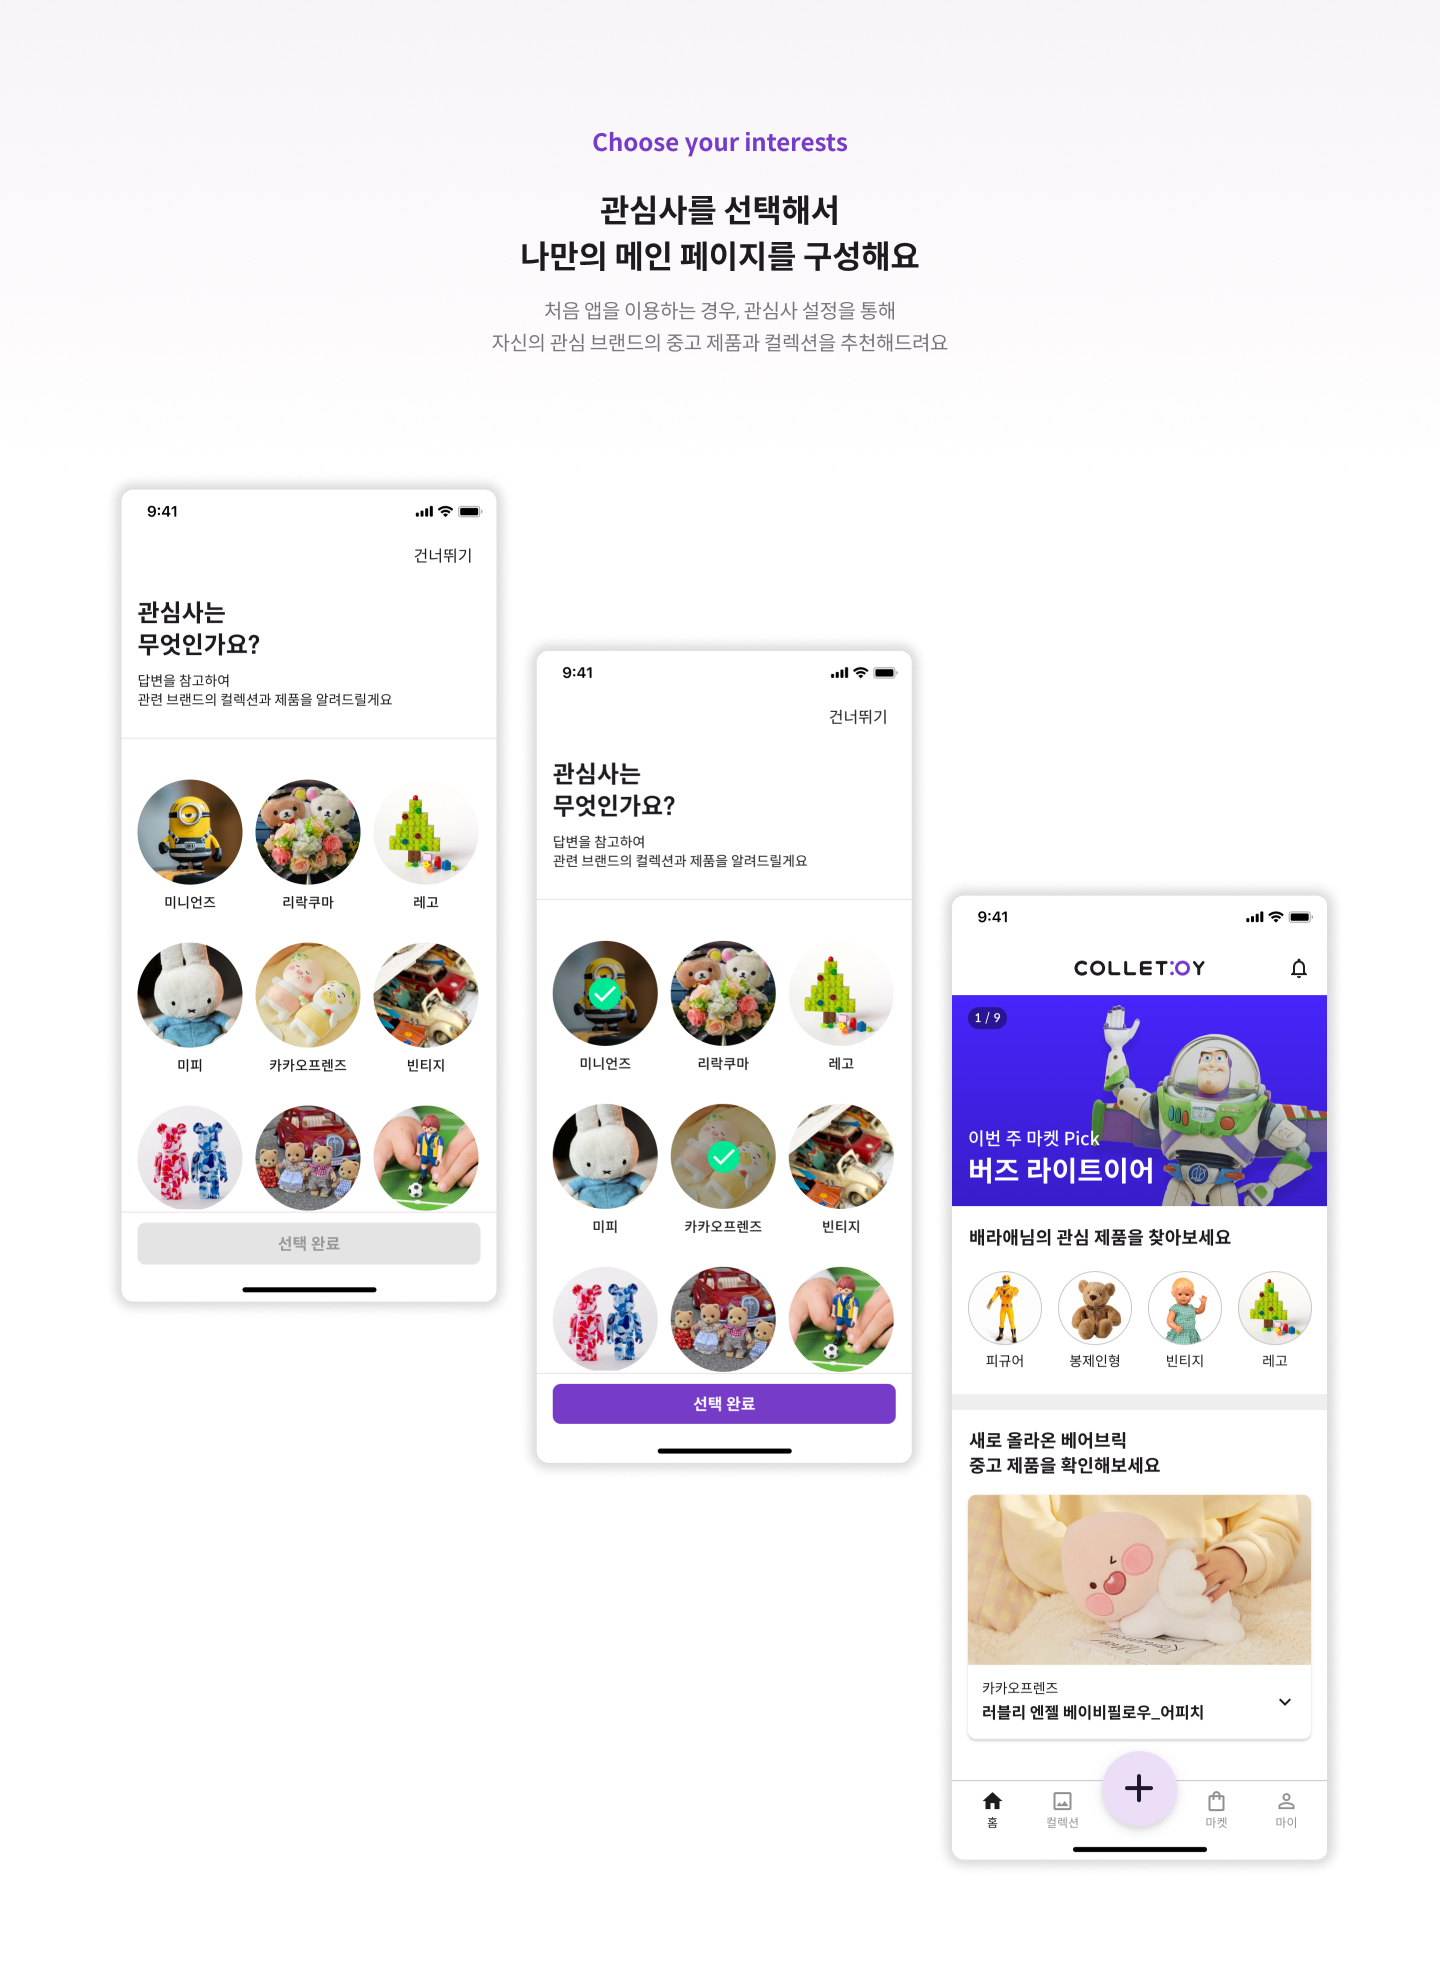 Choose your interests
관심사를 선택해서
나만의 메인 페이지를 구성해요
처음 앱을 이용하는 경우, 관심사 설정을 통해
자신의 관심 브랜드의 중고 제품과 컬렉션을 추천해드려요
9:41
건너뛰기
관심사는
무엇인가요?
답변을 참고하여
관련 브랜드의 컬렉션과 제품을 알려드릴게요
미니언즈
리락쿠마
레고
미피
카카오프렌즈
빈티지
선택 완료
9:41
건너뛰기
관심사는
무엇인가요?
답변을 참고하여
관련 브랜드의 컬렉션과 제품을 알려드릴게요
미니언즈
리락쿠마
레고
미피
카카오프렌즈
빈티지
선택 완료
9:41
COLLETOY
1 / 9
이번 주 마켓 Pick
버즈 라이트이어
배라애님의 관심 제품을 찾아보세요
피규어
봉제인형
빈티지
레고
새로 올라온 베어브릭
중고 제품을 확인해보세요
카카오프렌즈
러블리 엔젤 베이비필로우_어피치
홈
컬렉션
마켓
마이